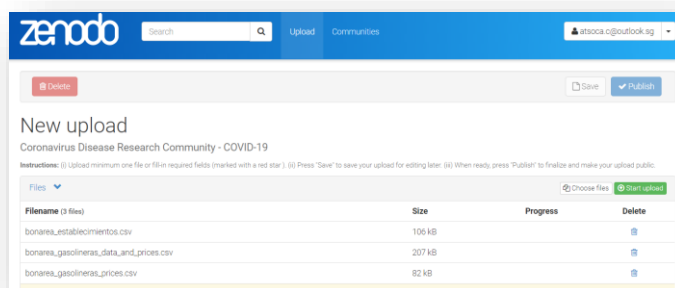 zenodo Search Upload Communities atsoca.c@outlook.sg
Delete Save Publish
New upload
Coronavirus Disease Research Community - COVID-19
Instructions: (i) Upload minimum one file or fill-in required fields (marked with a red star ). (ii) Press "Save" to save your upload for editing later. (iii) When ready, press "Publish" to finalize and make your upload public.
Files Choose files Start upload
Filename (3 files) Size Progress Delete
bonarea_establecimientos.csv 106 kB
bonarea_gasolineras_data_and_prices.csv 207 kB
bonarea_gasolineras_prices.csv 82 kB